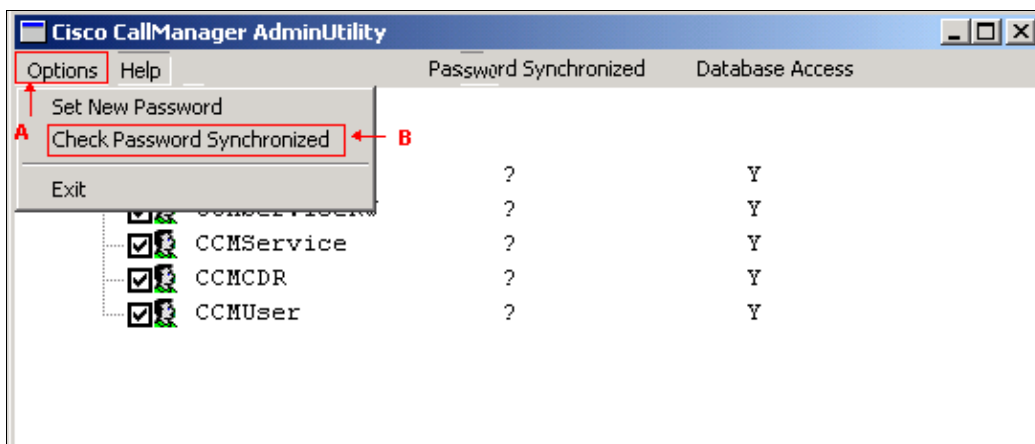 Cisco CallManager AdminUtility
Options Help Password Synchronized Database Access
Set New Password
A Check Password Synchronized B
Exit
? Y
? Y
CCMService ? Y
CCMCDR ? Y
CCMUser ? Y